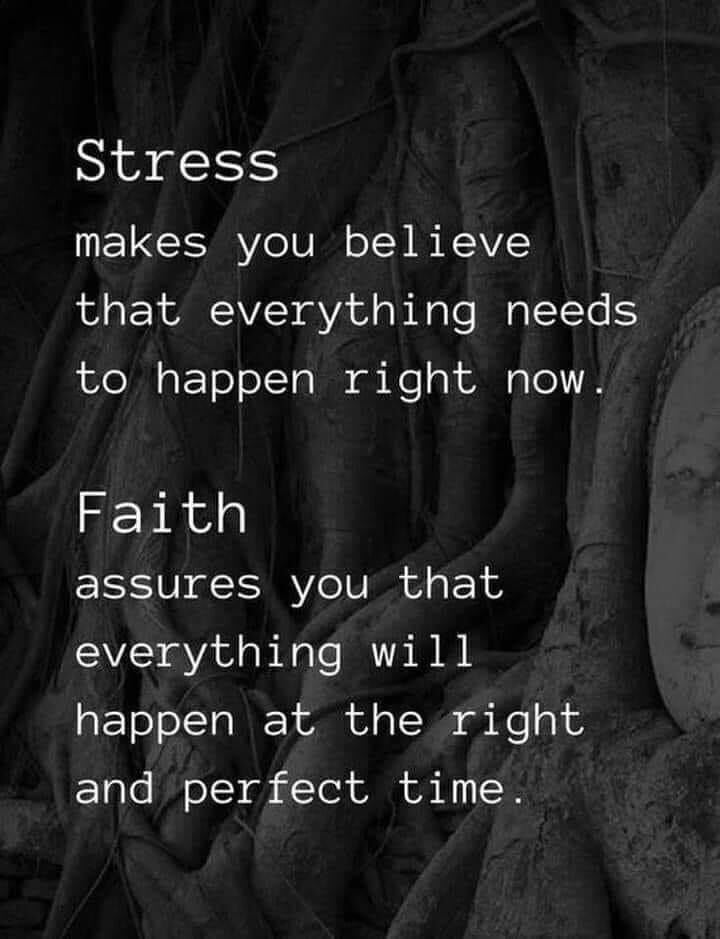 Stress
makes you believe
that everything needs
to happen right now.
Faith
assures you that
everything will
happen at the right
and perfect time.